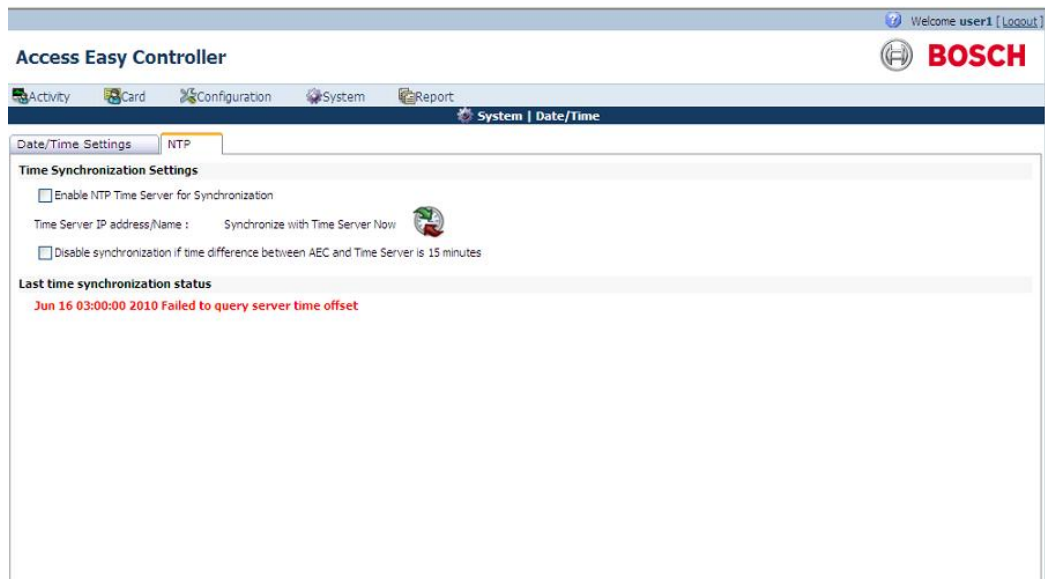 Welcome user1 [ Logout ]
Access Easy Controller
BOSCH
Activity Card Configuration System Report
System | Date/Time
Date/Time Settings NTP
Time Synchronization Settings
Enable NTP Time Server for Synchronization
Time Server IP address/Name : Synchronize with Time Server Now
Disable synchronization if time difference between AEC and Time Server is 15 minutes
Last time synchronization status
Jun 16 03:00:00 2010 Failed to query server time offset